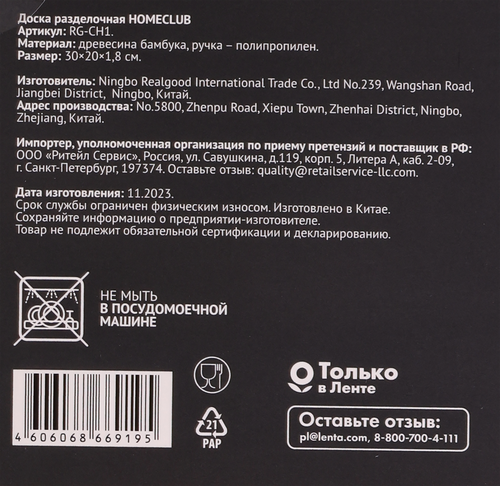 Доска разделочная HOMECLUB
Артикул: RG-CH1.
Материал: древесина бамбука, ручка – полипропилен.
Размер: 30×20×1,8 см.
Изготовитель: Ningbo Realgood International Trade Co., Ltd No.239, Wangshan Road,
Jiangbei District, Ningbo, Китай.
Адрес производства: No.5800, Zhenpu Road, Xiepu Town, Zhenhai District, Ningbo,
Zhejiang, Китай.
Импортер, уполномоченная организация по приему претензий и поставщик в РФ:
ООО «Ритейл Сервис», Россия, ул. Савушкина, д.119, корп. 5, Литера А, каб. 2-09,
г. Санкт-Петербург, 197374. Оставьте отзыв: quality@retailservice-llc.com.
Дата изготовления: 11.2023.
Срок службы ограничен физическим износом. Изготовлено в Китае.
Сохраняйте информацию о предприятии-изготовителе.
Товар не подлежит обязательной сертификации и декларированию.
НЕ МЫТЬ
В ПОСУДОМОЕЧНОЙ
МАШИНЕ
4 606068 669195
21
PAP
Только
в Ленте
Оставьте отзыв:
pl@lenta.com, 8-800-700-4-111